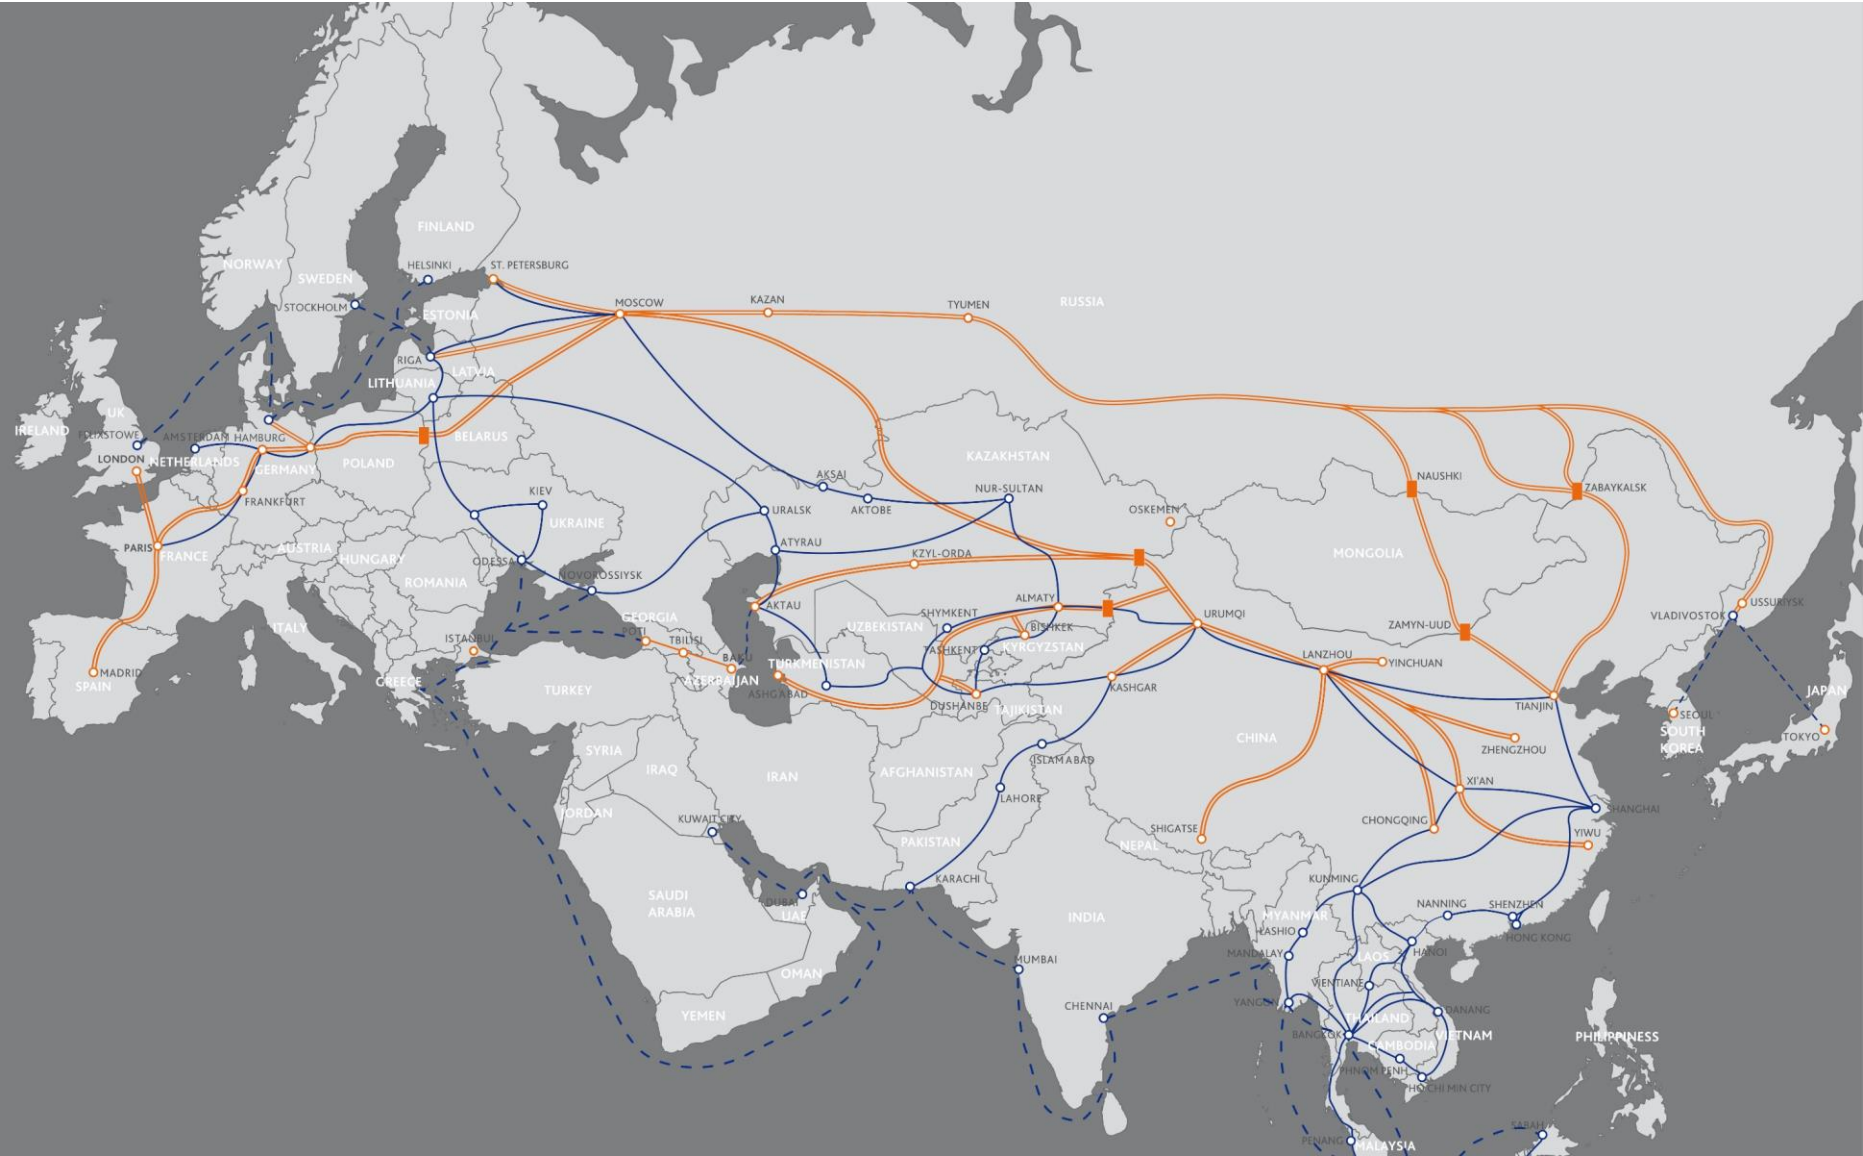 FINLAND
NORWAY
SWEDEN
HELSINKI
ST. PETERSBURG
STOCKHOLM
ESTONIA
MOSCOW
KAZAN
TYUMEN
RUSSIA
RIGA
LATVIA
LITHUANIA
UK
IRELAND
FELIXSTOWE
AMSTERDAM
HAMBURG
BELARUS
LONDON
NETHERLANDS
GERMANY
POLAND
KAZAKHSTAN
FRANKFURT
KIEV
UKRAINE
AKSAI
AKTOBE
NUR-SULTAN
URALSK
OSKEMEN
NAUSHKI
ZABAYKALSK
PARIS
FRANCE
AUSTRIA
HUNGARY
ROMANIA
ODESSA
NOVOROSSIYSK
ATYRAU
KZYL-ORDA
MONGOLIA
ITALY
GEORGIA
POTI
TBILISI
BAKU
AZERBAIJAN
AKTAU
UZBEKISTAN
SHYMKENT
ALMATY
BISHKEK
TASHKENT
KYRGYZSTAN
URUMQI
ZAMYN-UUD
VLADIVOSTOK
USSURIYSK
MADRID
SPAIN
ISTANBUL
GREECE
TURKEY
TURKMENISTAN
ASHGABAD
DUSHANBE
TAJIKISTAN
KASHGAR
LANZHOU
YINCHUAN
TIANJIN
JAPAN
SEOUL
SOUTH
KOREA
TOKYO
SYRIA
IRAQ
IRAN
AFGHANISTAN
ISLAMABAD
CHINA
ZHENGZHOU
XI'AN
LAHORE
JORDAN
KUWAIT CITY
PAKISTAN
SHIGATSE
NEPAL
CHONGQING
SHANGHAI
YIWU
KARACHI
SAUDI
ARABIA
DUBAI
UAE
INDIA
KUNMING
MYANMAR
LASHIO
NANNING
SHENZHEN
HONG KONG
MANDALAY
LAOS
HANOI
OMAN
MUMBAI
VIENTIANE
YEMEN
CHENNAI
YANGON
THAILAND
DANANG
BANGKOK
CAMBODIA
VIETNAM
PHILIPPINESS
PHNOM PENH
HO CHI MIN CITY
PENANG
MALAYSIA
SABAH